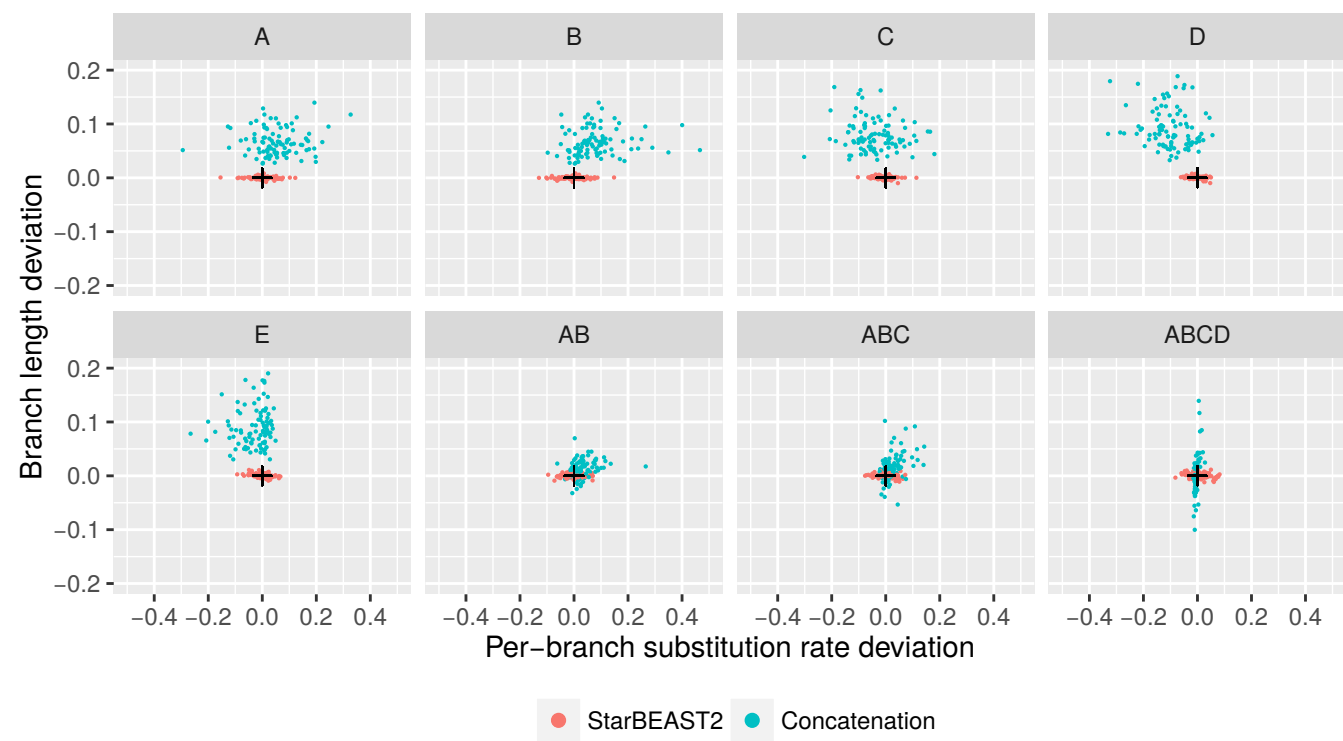 A B C D
0.2
0.1
0.0
−0.1
−0.2
E AB ABC ABCD
0.2
0.1
0.0
−0.1
−0.2
−0.4 −0.2 0.0 0.2 0.4 −0.4 −0.2 0.0 0.2 0.4 −0.4 −0.2 0.0 0.2 0.4 −0.4 −0.2 0.0 0.2 0.4
Branch length deviation
Per−branch substitution rate deviation
StarBEAST2 Concatenation